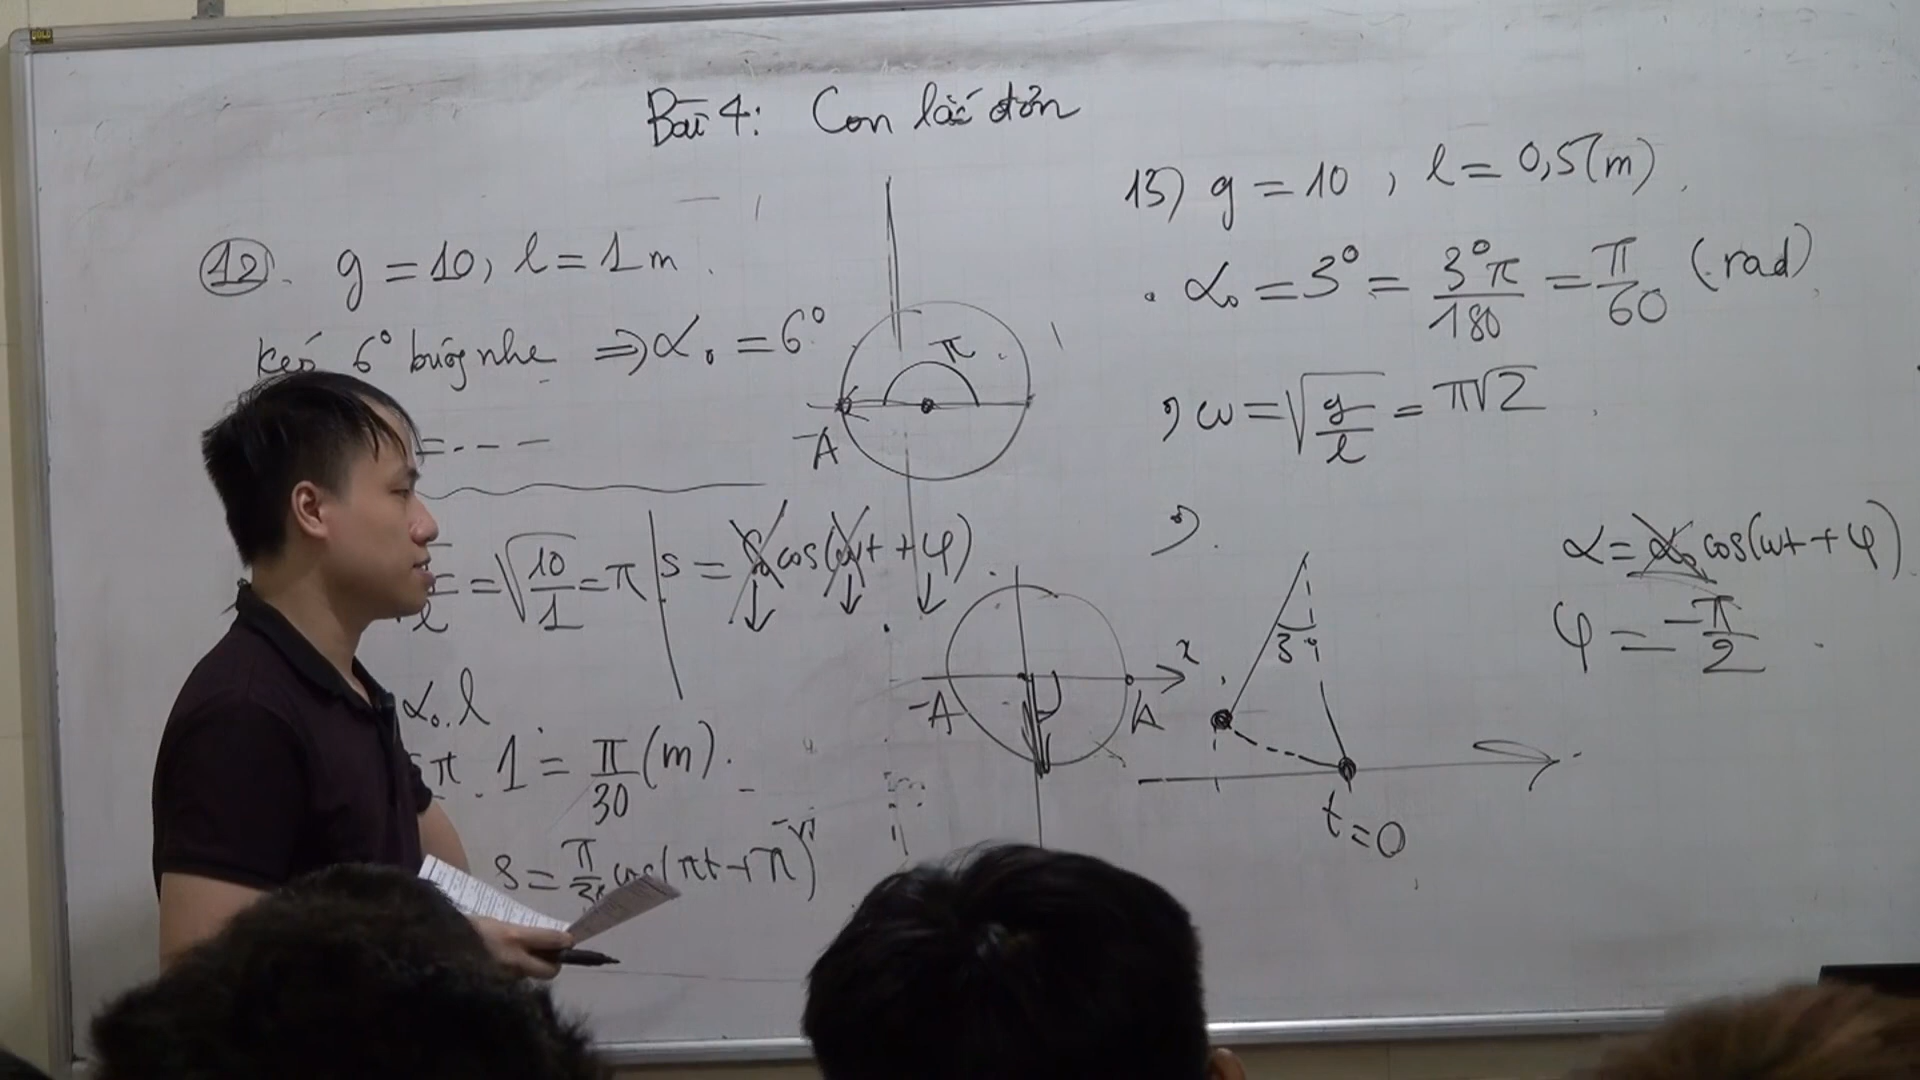 Bài 4: Con lắc đơn
12. g = 10, l = 1m.
kéo 6° buông nhẹ ⇒ α₀ = 6°
= - - -
π
-A
l = √(10/1) = π
s = s₀ cos(ωt + φ).
α₀.l
π . 1 = π/30 (m).
s = π/30 cos(πt + π)
-A
A
x
13) g = 10, l = 0,5(m)
α₀ = 3° = 3°π/180 = π/60 (rad)
ω = √(g/l) = π√2
3°
t = 0
α = α₀ cos(ωt + φ)
φ = -π/2